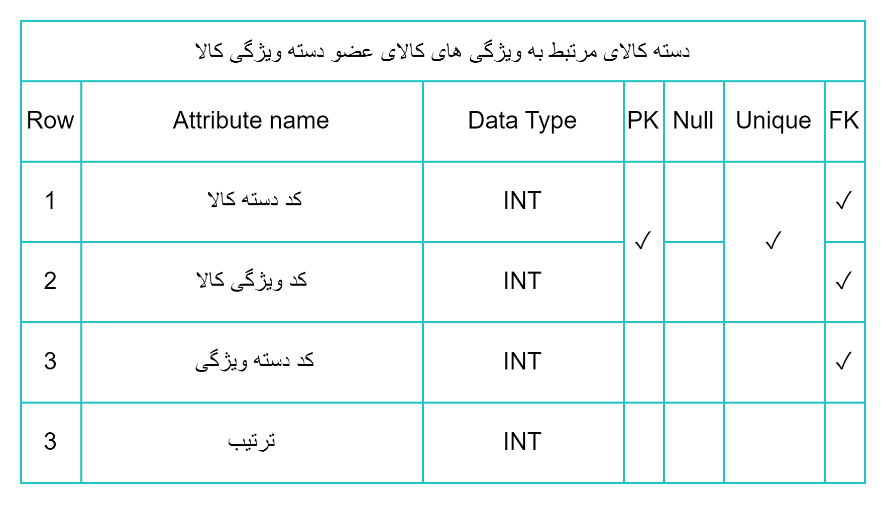 دسته کالای مرتبط به ویژگی های کالای عضو دسته ویژگی کالا
Row Attribute name Data Type PK Null Unique FK
1 کد دسته کالا INT ✓
✓ ✓
2 کد ویژگی کالا INT ✓
3 کد دسته ویژگی INT ✓
3 ترتیب INT